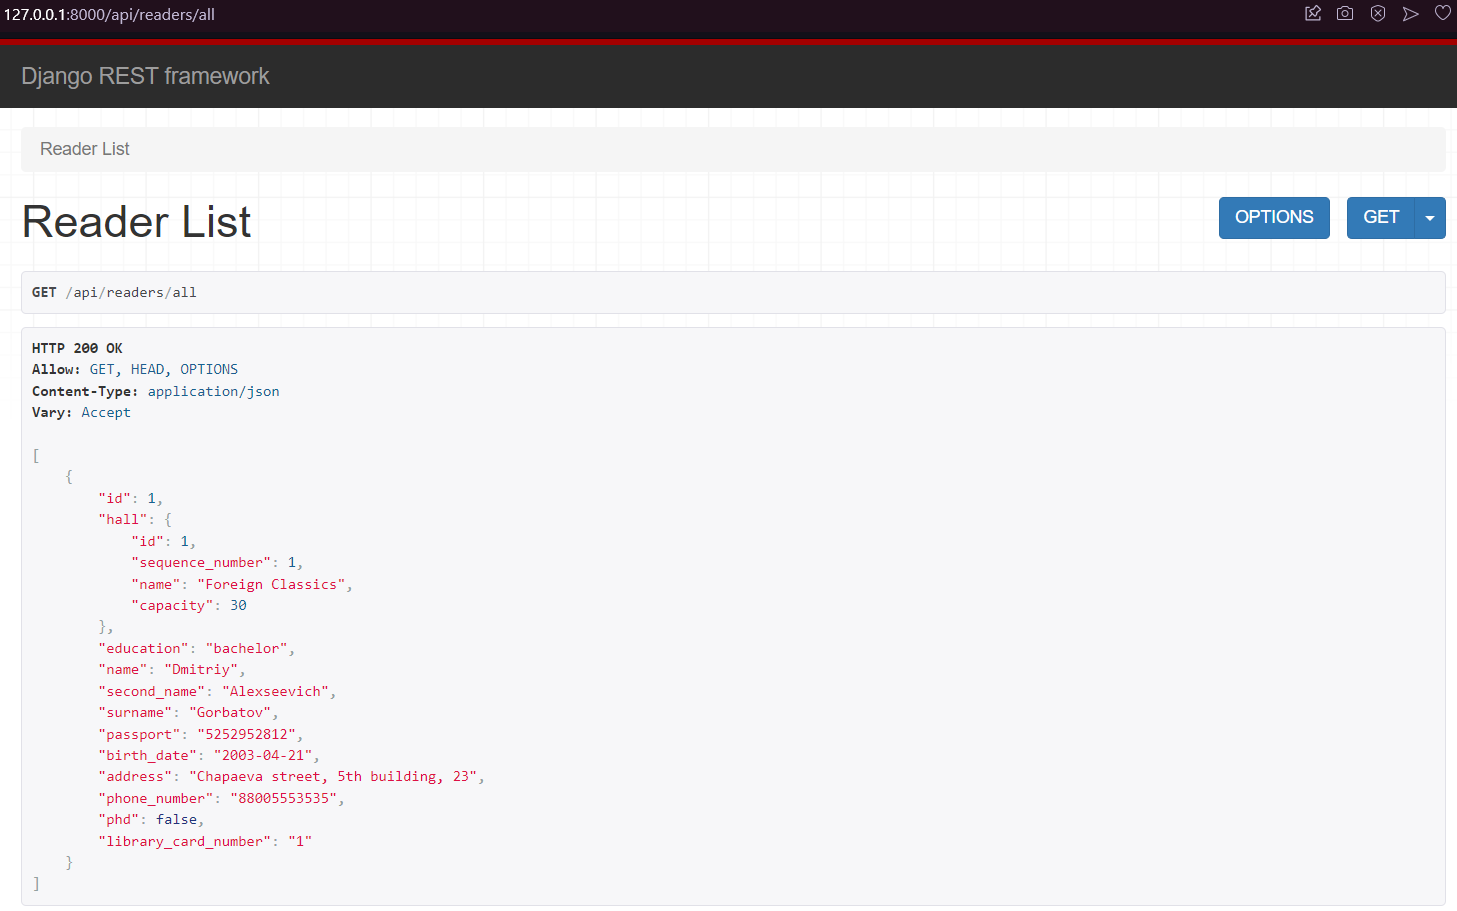 127.0.0.1:8000/api/readers/all
Django REST framework
Reader List
Reader List
OPTIONS
GET
GET /api/readers/all
HTTP 200 OK
Allow: GET, HEAD, OPTIONS
Content-Type: application/json
Vary: Accept
[
    {
        "id": 1,
        "hall": {
            "id": 1,
            "sequence_number": 1,
            "name": "Foreign Classics",
            "capacity": 30
        },
        "education": "bachelor",
        "name": "Dmitriy",
        "second_name": "Alexseevich",
        "surname": "Gorbatov",
        "passport": "5252952812",
        "birth_date": "2003-04-21",
        "address": "Chapaeva street, 5th building, 23",
        "phone_number": "88005553535",
        "phd": false,
        "library_card_number": "1"
    }
]